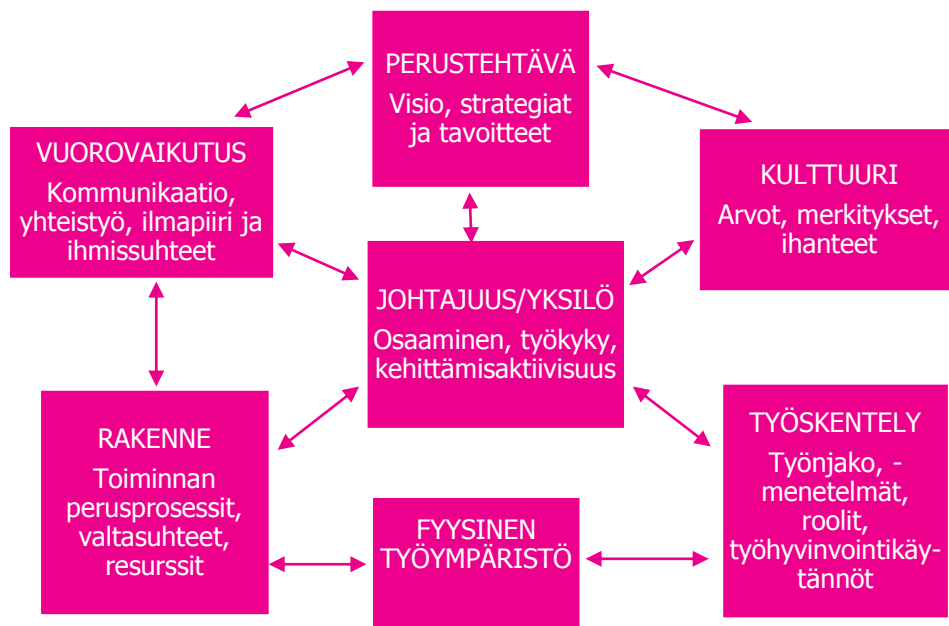 PERUSTEHTÄVÄ
Visio, strategiat
ja tavoitteet
VUOROVAIKUTUS
Kommunikaatio,
yhteistyö, ilmapiiri ja
ihmissuhteet
KULTTUURI
Arvot, merkitykset,
ihanteet
JOHTAJUUS/YKSILÖ
Osaaminen, työkyky,
kehittämisaktiivisuus
RAKENNE
Toiminnan
perusprosessit,
valtasuhteet,
resurssit
FYYSINEN
TYÖYMPÄRISTÖ
TYÖSKENTELY
Työnjako, -
menetelmät,
roolit,
työhyvinvointikäy-
tännöt